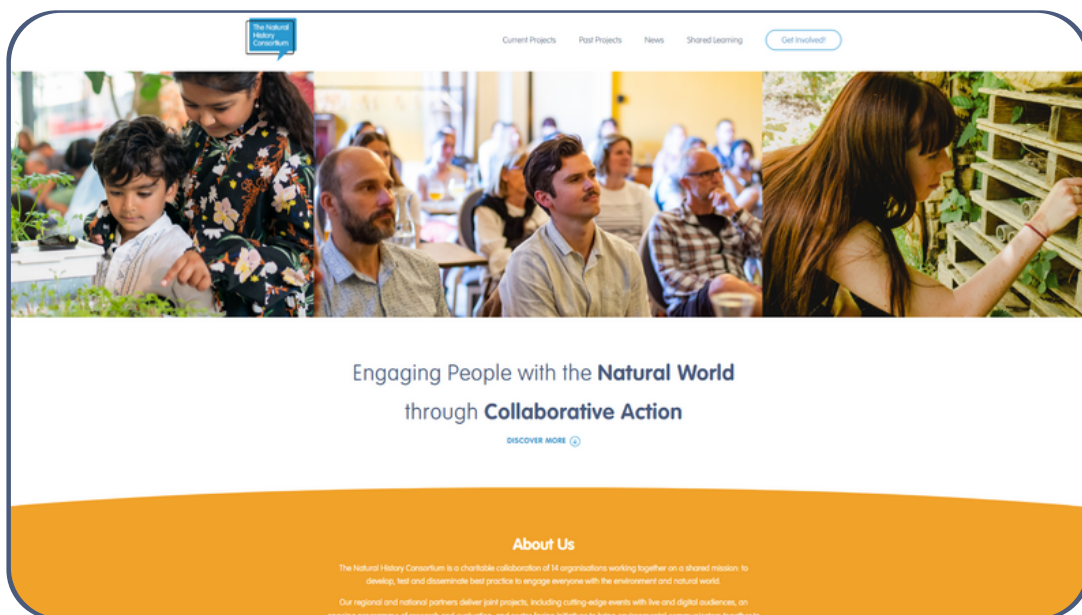 The Natural
History
Consortium
Current Projects
Past Projects
News
Shared Learning
Get Involved!
Engaging People with the Natural World
through Collaborative Action
DISCOVER MORE
About Us
The Natural History Consortium is a charitable collaboration of 14 organisations working together on a shared mission: to
develop, test and disseminate best practice to engage everyone with the environment and natural world.
Our regional and national partners deliver joint projects, including cutting-edge events with live and digital audiences, an